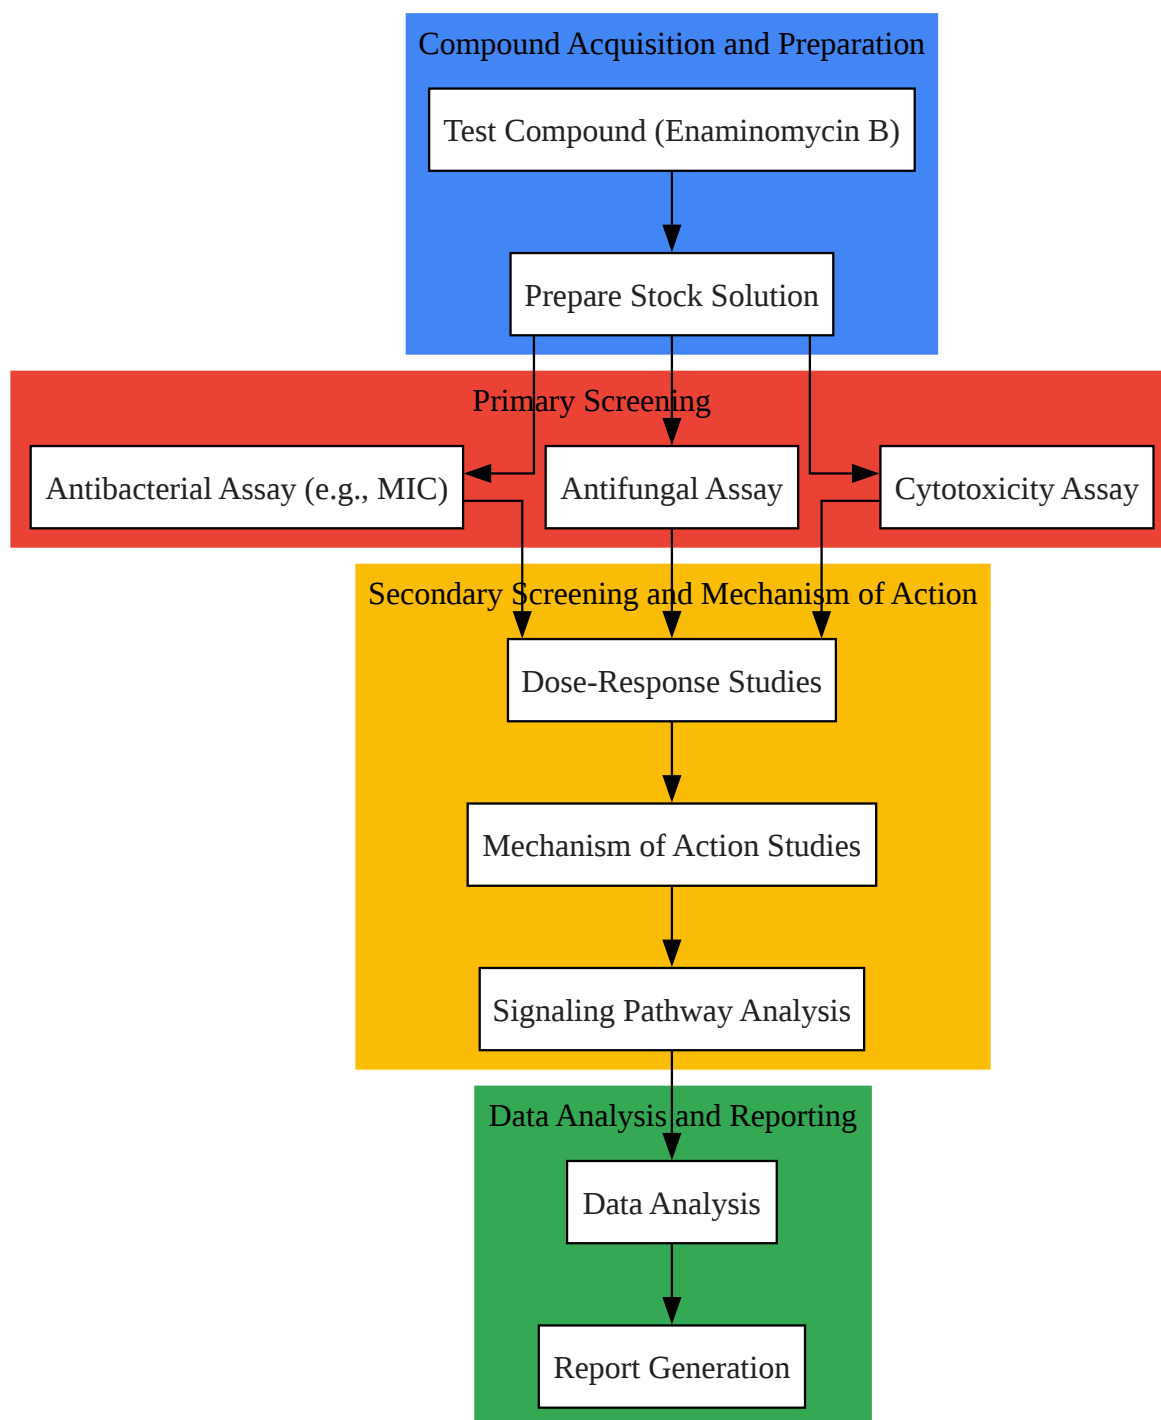 Compound Acquisition and Preparation
Test Compound (Enaminomycin B)
Prepare Stock Solution
Primary Screening
Antibacterial Assay (e.g., MIC)
Antifungal Assay
Cytotoxicity Assay
Secondary Screening and Mechanism of Action
Dose-Response Studies
Mechanism of Action Studies
Signaling Pathway Analysis
Data Analysis and Reporting
Data Analysis
Report Generation